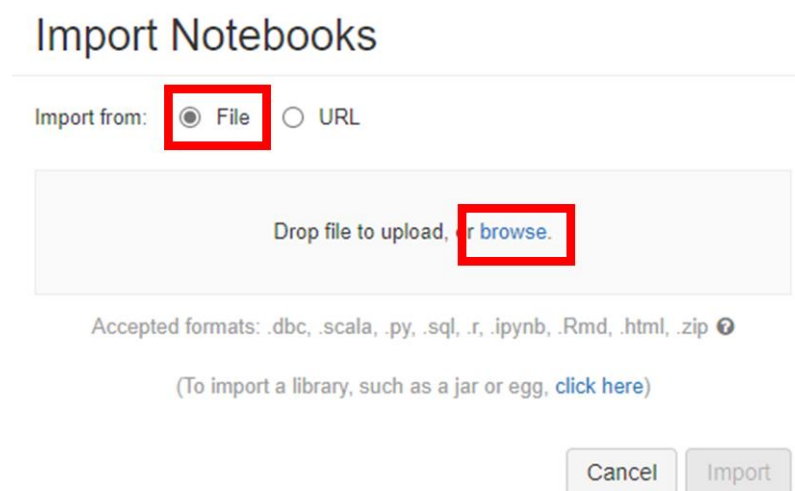 Import Notebooks
Import from: File URL
Drop file to upload, or browse.
Accepted formats: .dbc, .scala, .py, .sql, .r, .ipynb, .Rmd, .html, .zip
(To import a library, such as a jar or egg, click here)
Cancel Import